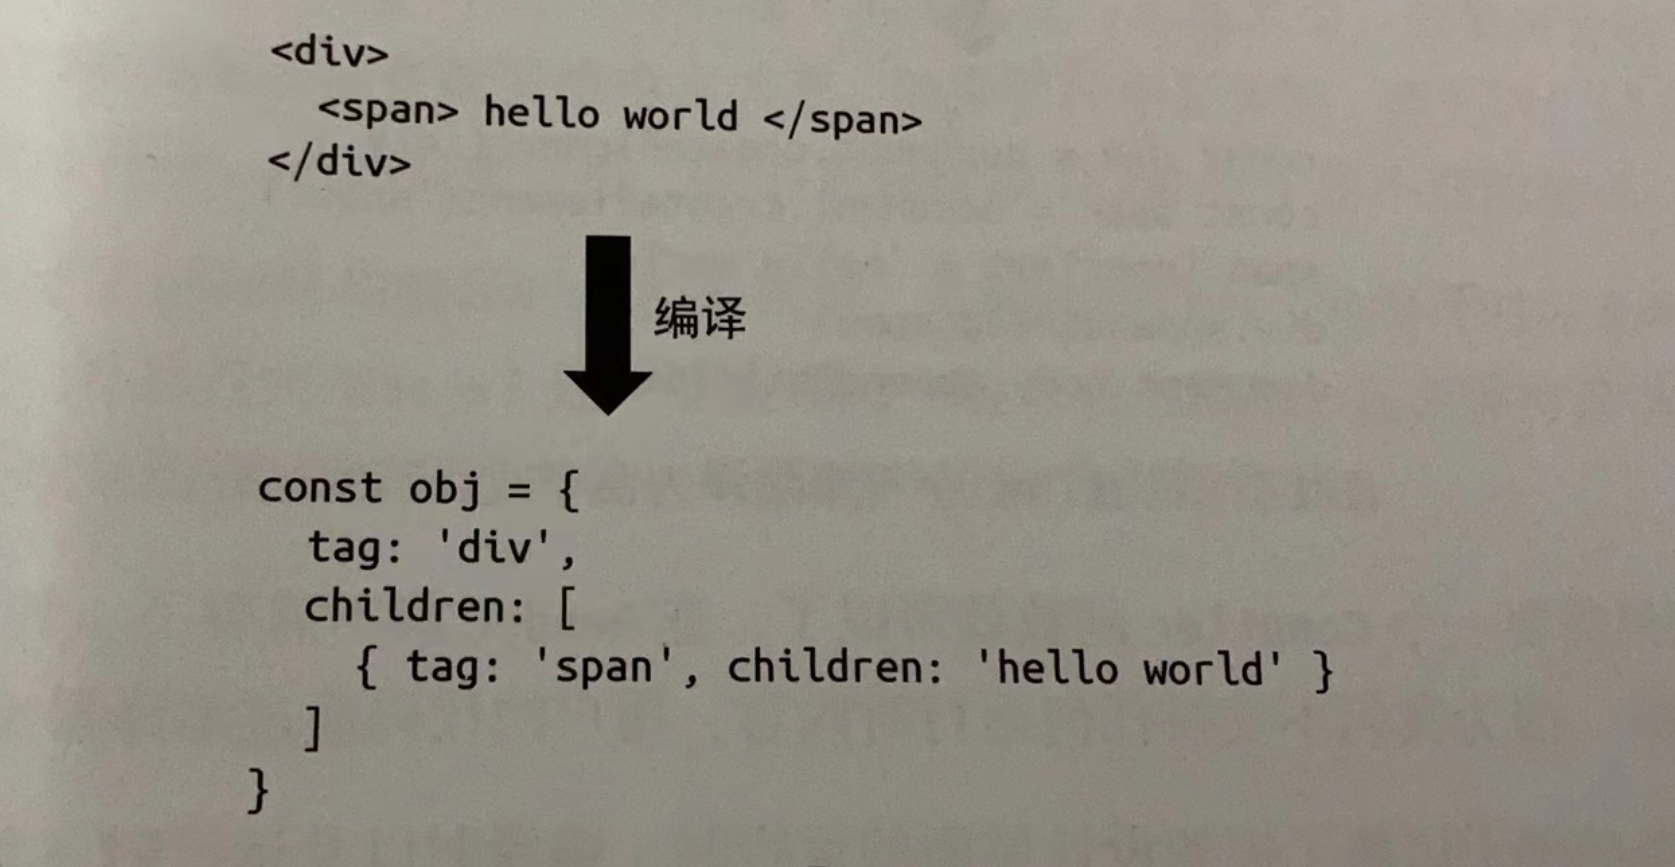 <div>
  <span> hello world </span>
</div>
编译
const obj = {
  tag: 'div',
  children: [
    { tag: 'span', children: 'hello world' }
  ]
}